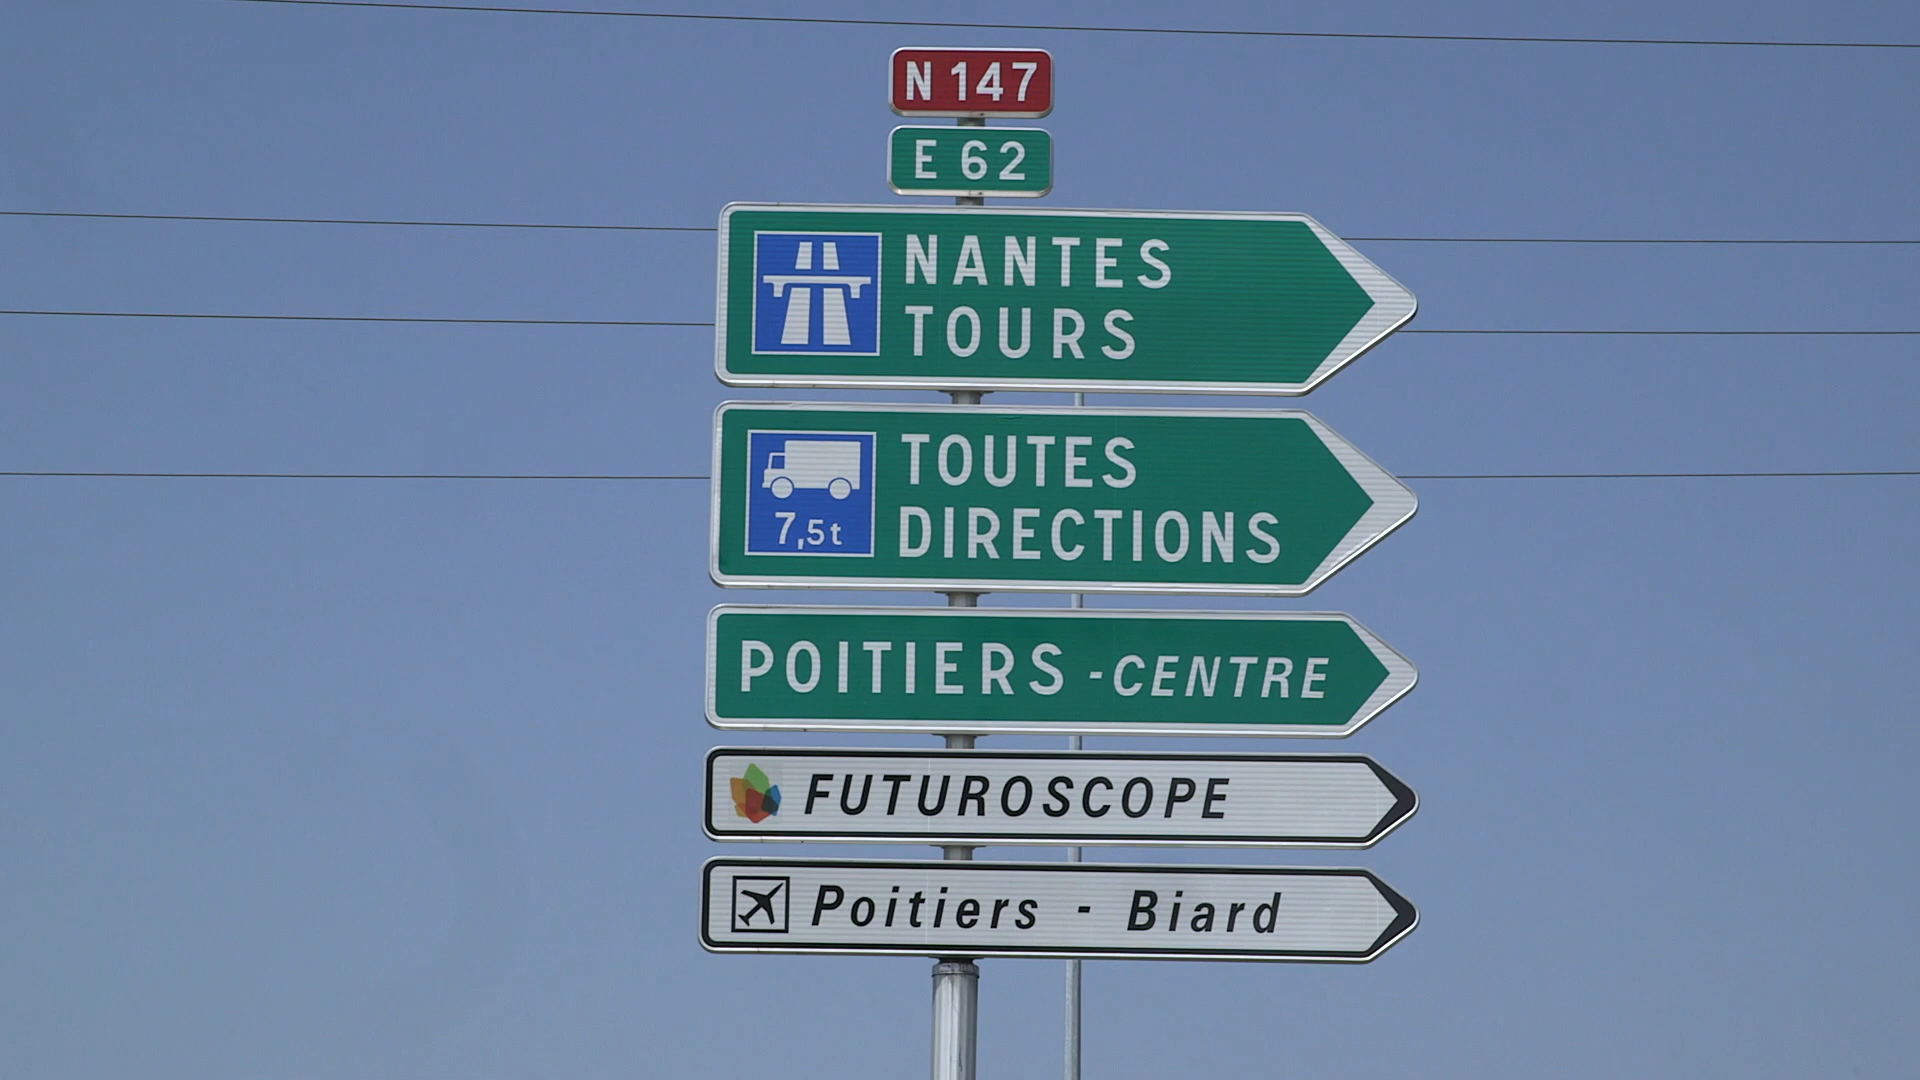 N 147
E 62
NANTES
TOURS
TOUTES
DIRECTIONS
7,5t
POITIERS -CENTRE
FUTUROSCOPE
Poitiers - Biard